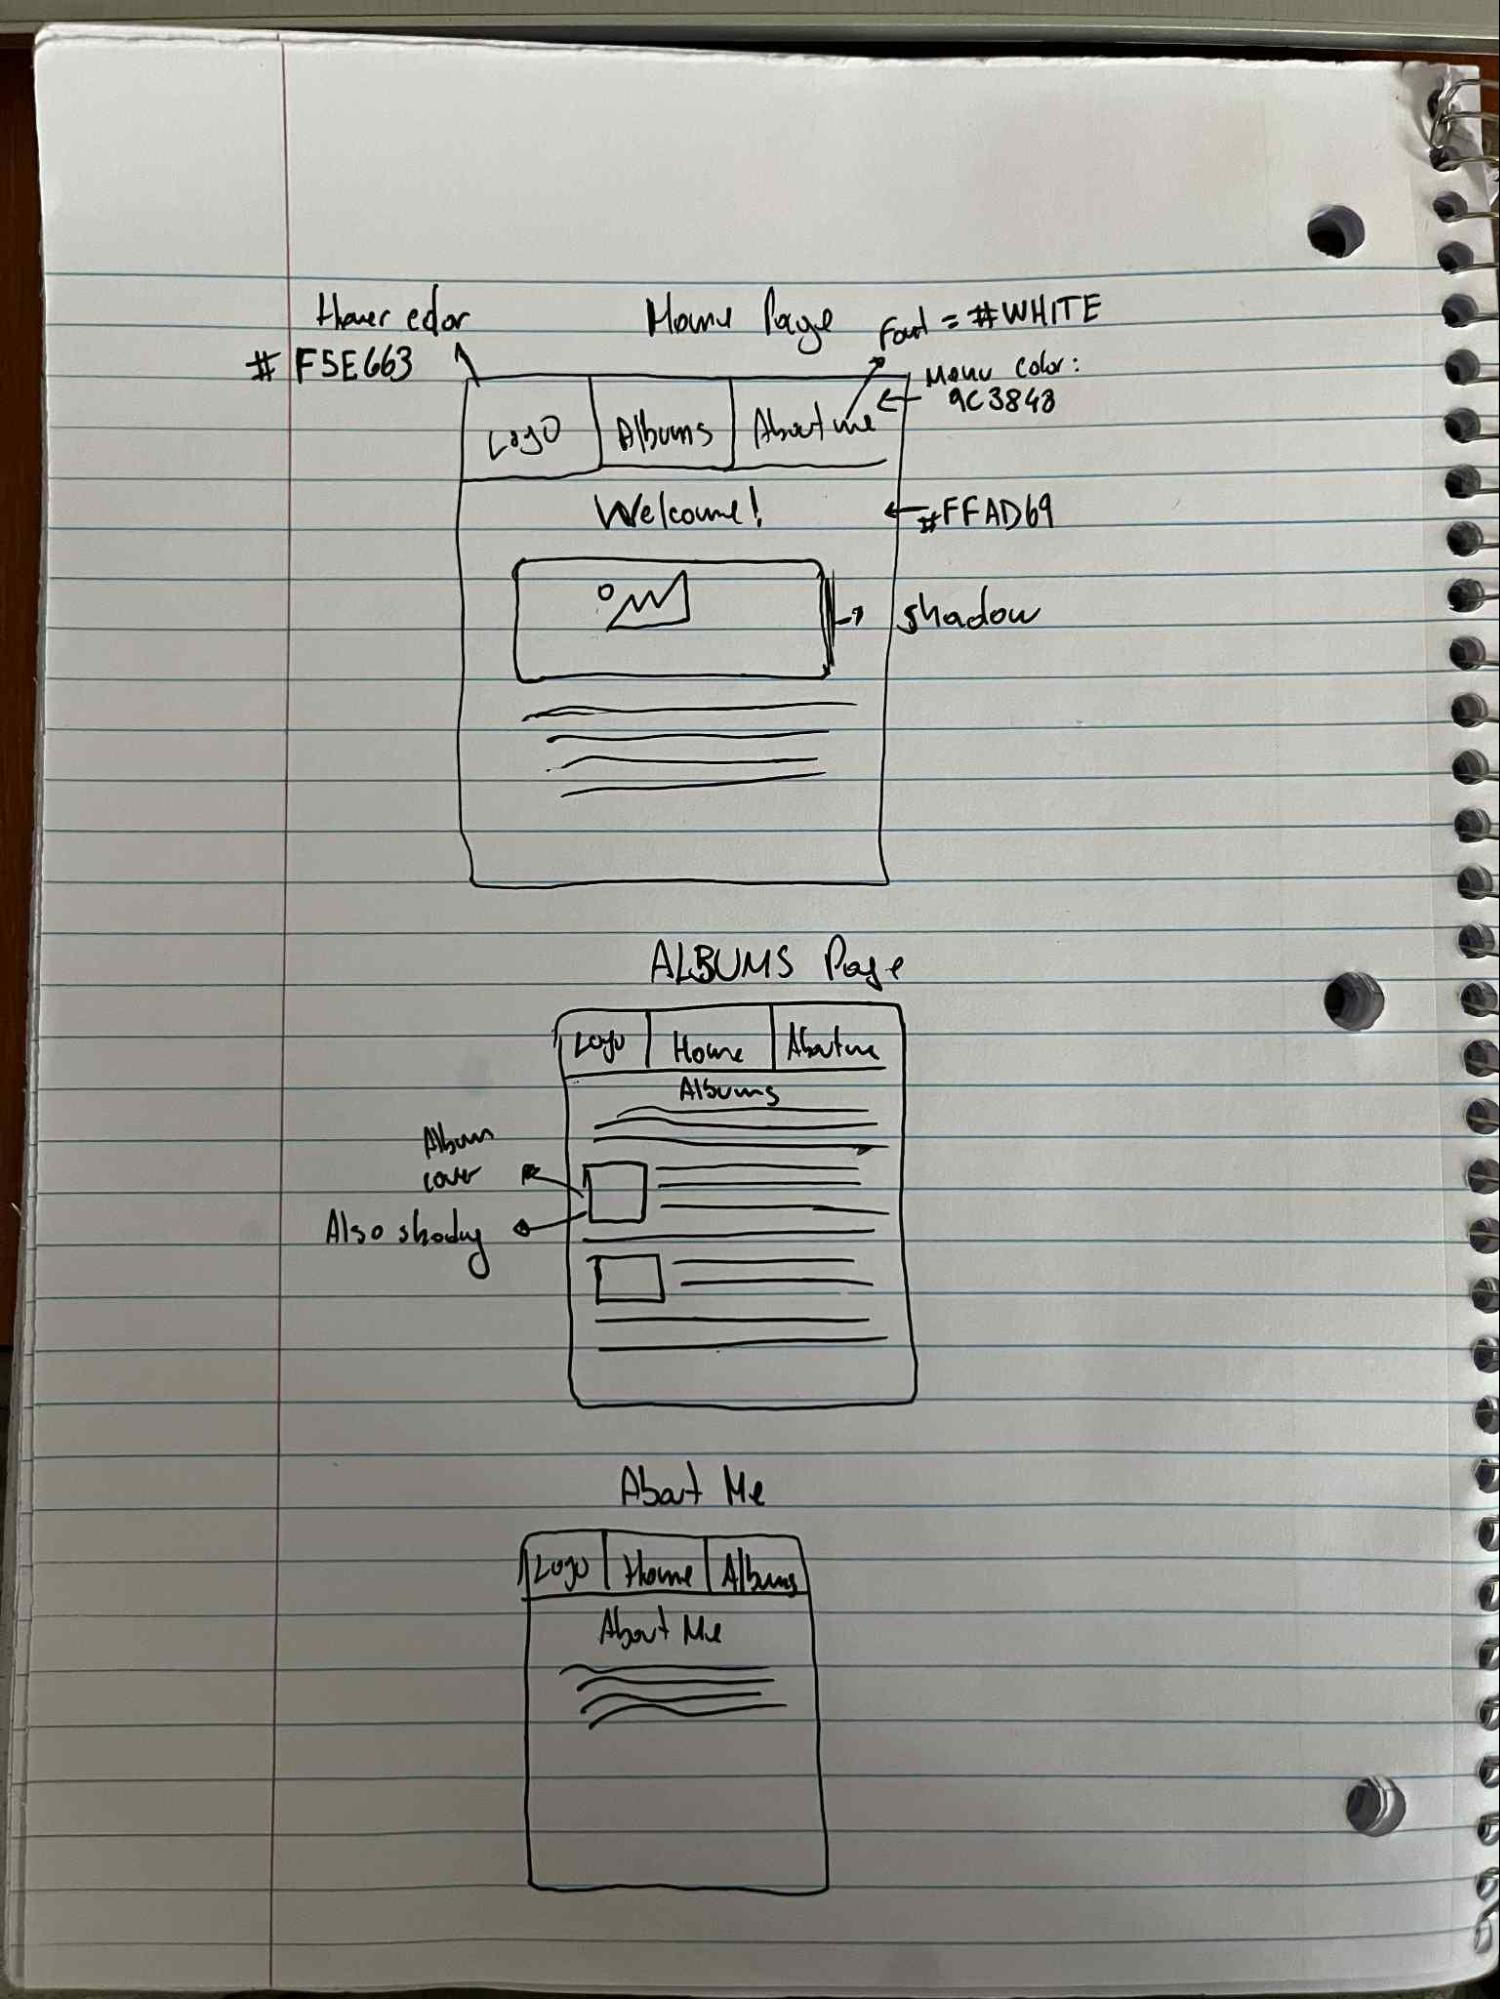 Home Page
Hover color
# F5E663
Font = #WHITE
Menu color:
9C3848
Logo
Albums
About me
Welcome!
#FFAD69
shadow
ALBUMS Page
Logo
Home
About me
Albums
Album
cover
Also
About Me
Logo
Home
Albums
About Me